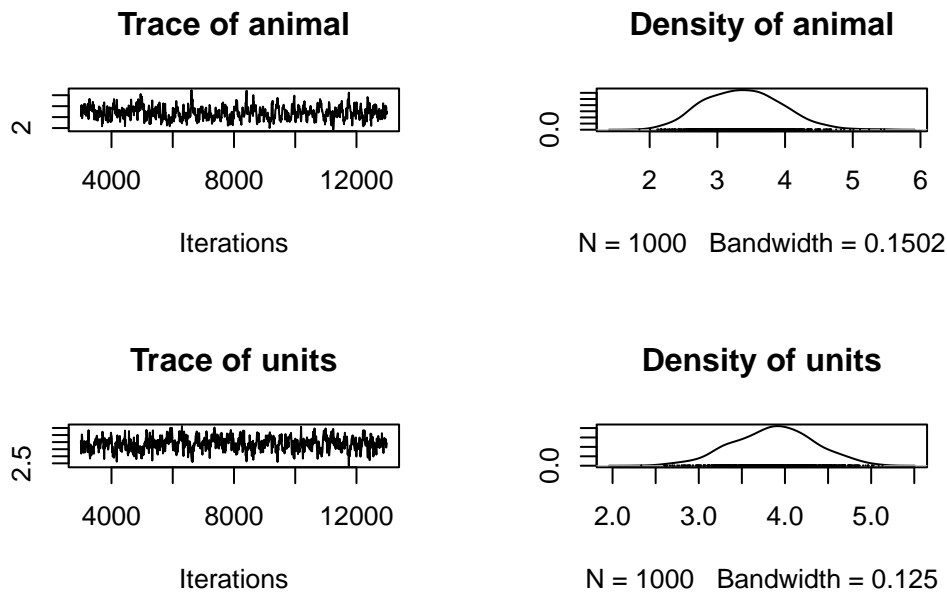 Trace of animal
2
4000 8000 12000
Iterations
Density of animal
0.0
2 3 4 5 6
N = 1000 Bandwidth = 0.1502
Trace of units
2.5
4000 8000 12000
Iterations
Density of units
0.0
2.0 3.0 4.0 5.0
N = 1000 Bandwidth = 0.125